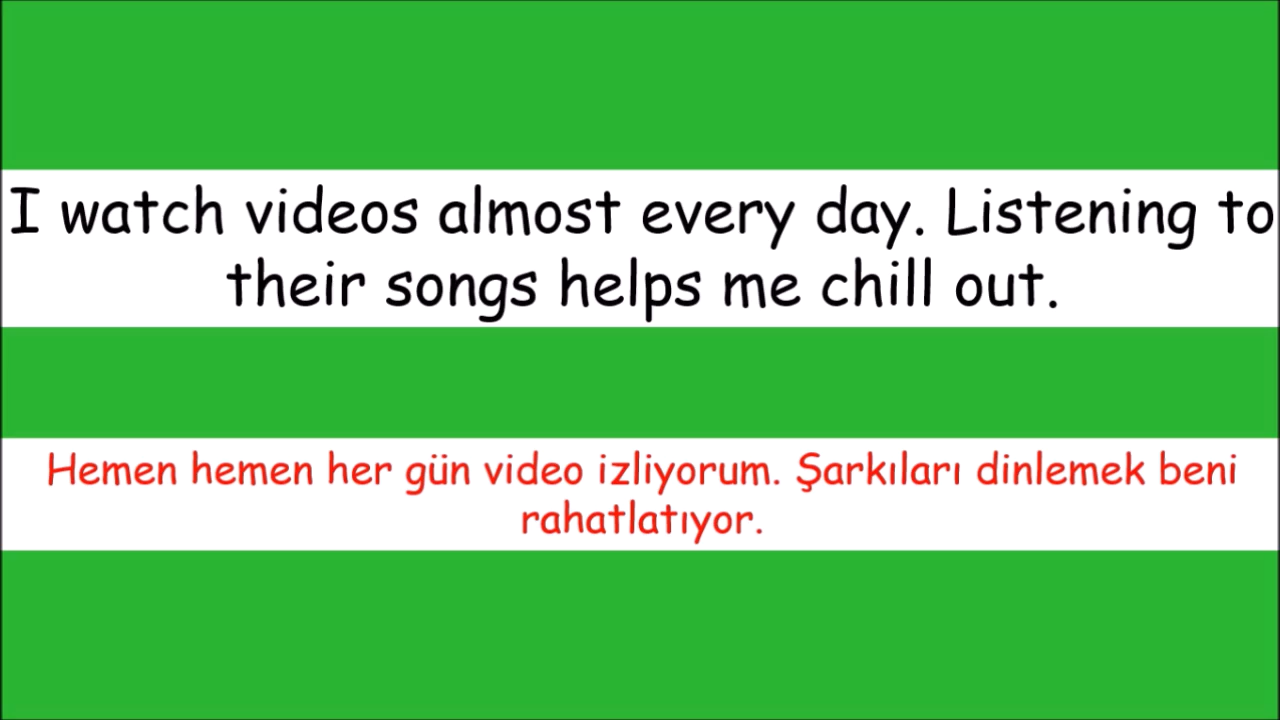 I watch videos almost every day. Listening to
their songs helps me chill out.
Hemen hemen her gün video izliyorum. Şarkıları dinlemek beni
rahatlatıyor.